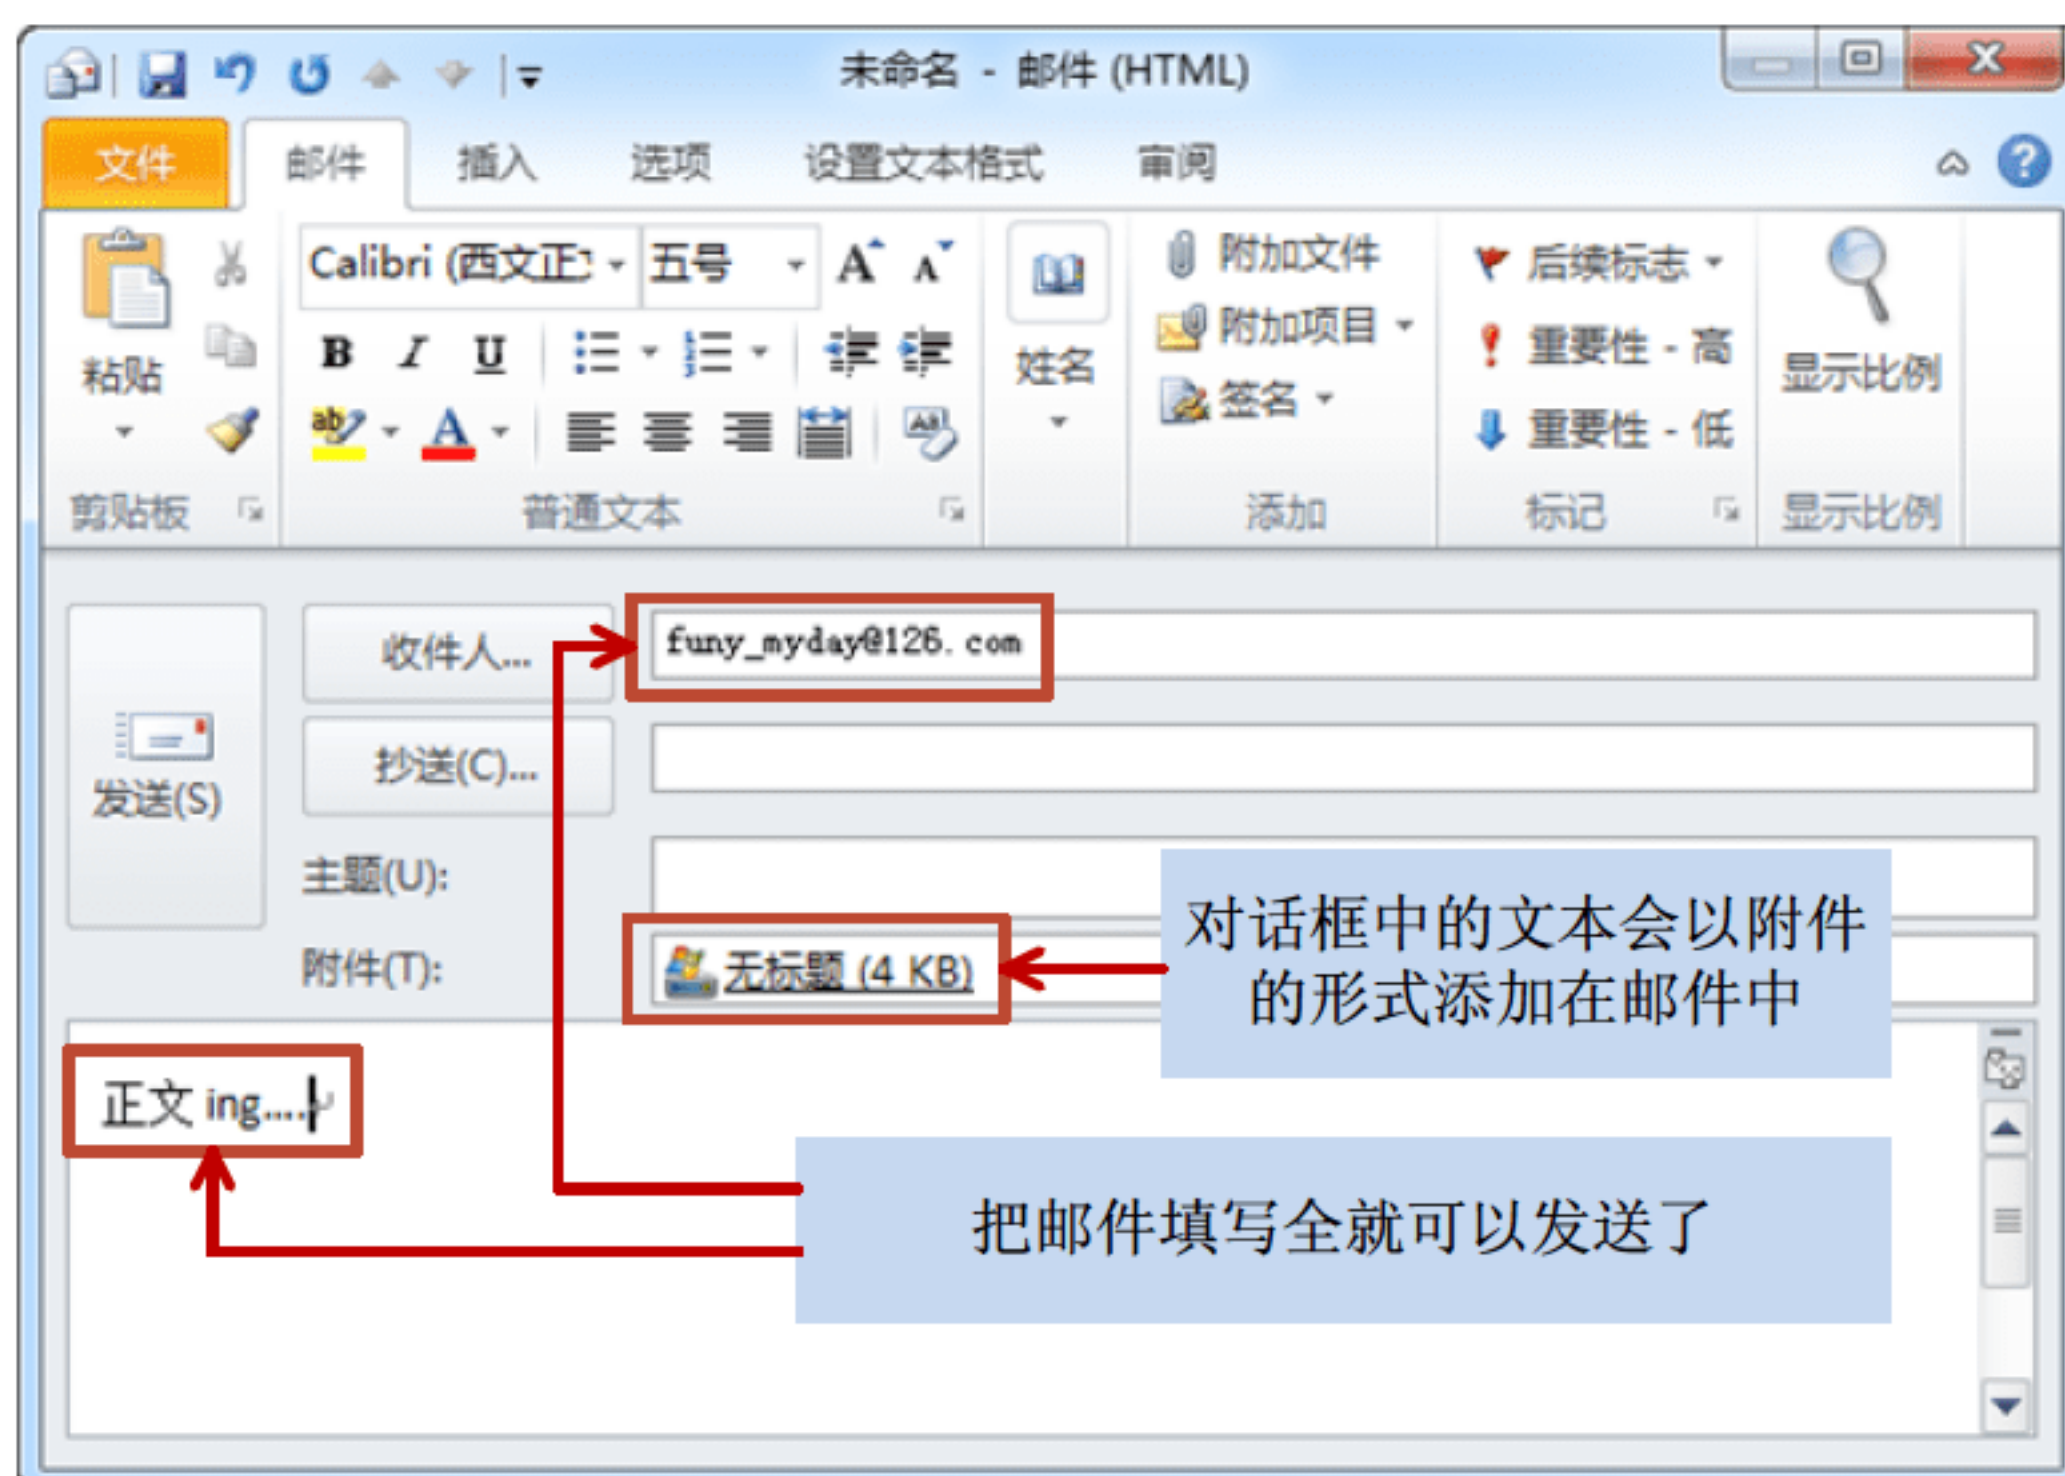 未命名 - 邮件 (HTML)
文件 邮件 插入 选项 设置文本格式 审阅
Calibri (西文正 五号
粘贴
B I U
姓名
附加文件
附加项目
签名
后续标志
重要性 - 高
重要性 - 低
显示比例
剪贴板 普通文本 添加 标记 显示比例
发送(S)
收件人... funy_myday@126.com
抄送(C)...
主题(U):
附件(T): 无标题 (4 KB)
对话框中的文本会以附件
的形式添加在邮件中
正文 ing....
把邮件填写全就可以发送了